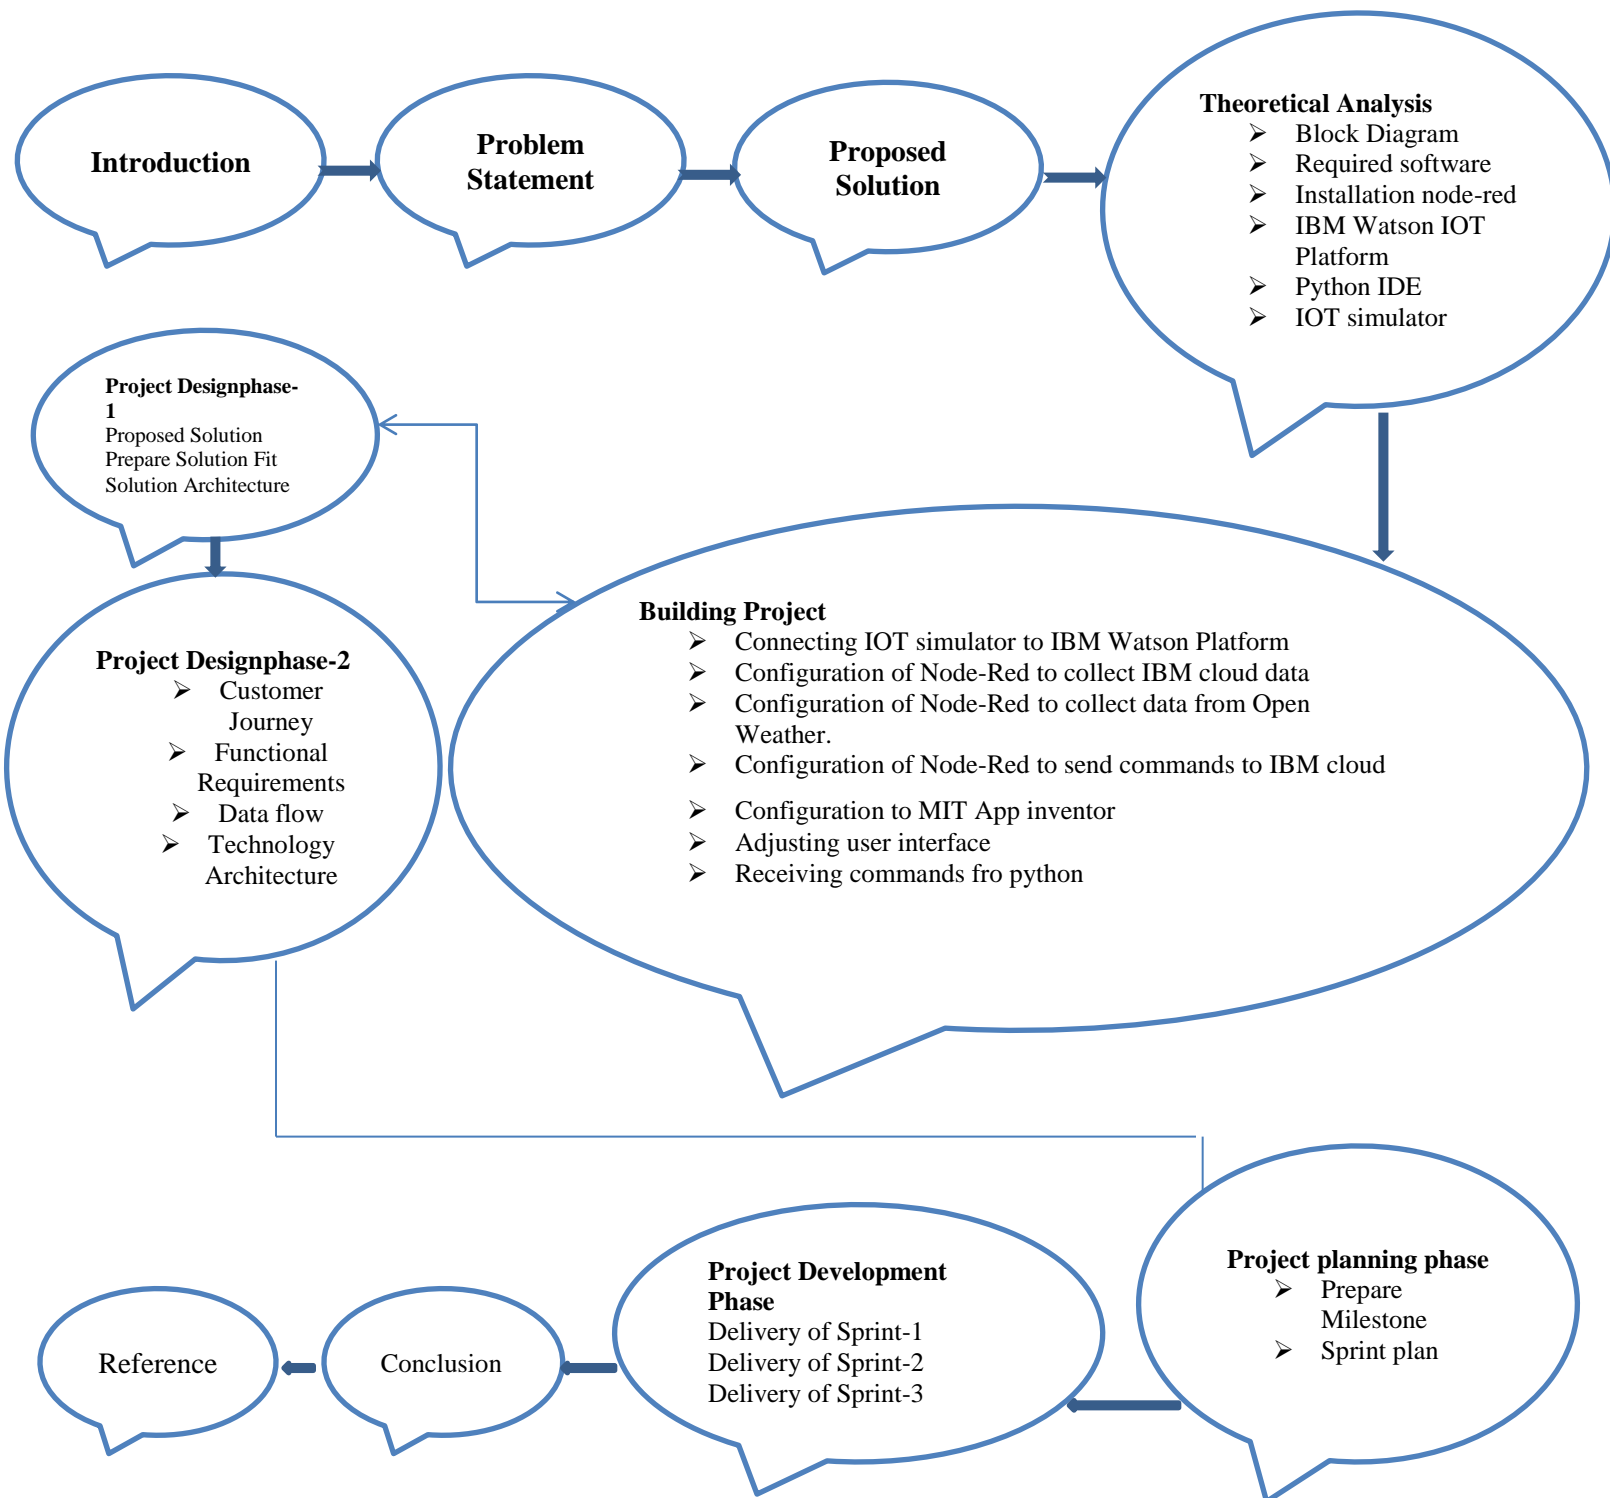 Introduction
Problem
Statement
Proposed
Solution
Theoretical Analysis
➢ Block Diagram
➢ Required software
➢ Installation node-red
➢ IBM Watson IOT
Platform
➢ Python IDE
➢ IOT simulator
Project Designphase-
1
Proposed Solution
Prepare Solution Fit
Solution Architecture
Building Project
➢ Connecting IOT simulator to IBM Watson Platform
➢ Configuration of Node-Red to collect IBM cloud data
➢ Configuration of Node-Red to collect data from Open
Weather.
➢ Configuration of Node-Red to send commands to IBM cloud
➢ Configuration to MIT App inventor
➢ Adjusting user interface
➢ Receiving commands fro python
Project Designphase-2
➢ Customer
Journey
➢ Functional
Requirements
➢ Data flow
➢ Technology
Architecture
Project planning phase
➢ Prepare
Milestone
➢ Sprint plan
Project Development
Phase
Delivery of Sprint-1
Delivery of Sprint-2
Delivery of Sprint-3
Conclusion
Reference